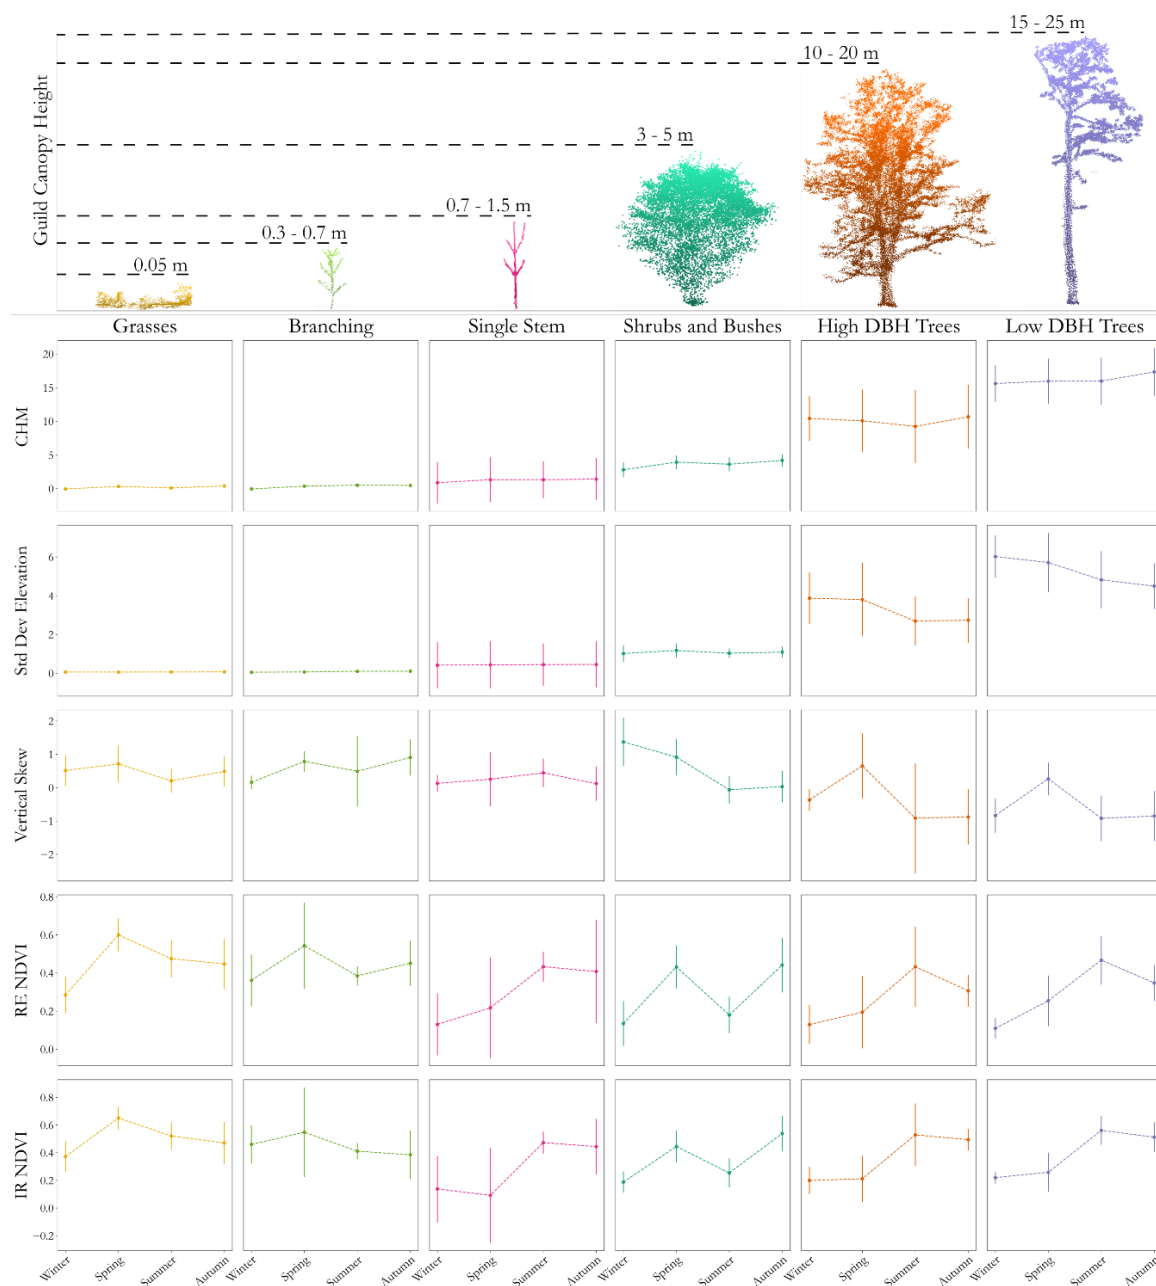 15 - 25 m
10 - 20 m
3 - 5 m
0.7 - 1.5 m
0.3 - 0.7 m
0.05 m
Guild Canopy Height
Grasses Branching Single Stem Shrubs and Bushes High DBH Trees Low DBH Trees
CHM
20
15
10
5
0
Std Dev Elevation
6
4
2
0
Vertical Skew
2
1
0
−1
−2
RE NDVI
0.8
0.6
0.4
0.2
0.0
IR NDVI
0.8
0.6
0.4
0.2
0.0
−0.2
Winter Spring Summer Autumn Winter Spring Summer Autumn Winter Spring Summer Autumn Winter Spring Summer Autumn Winter Spring Summer Autumn Winter Spring Summer Autumn